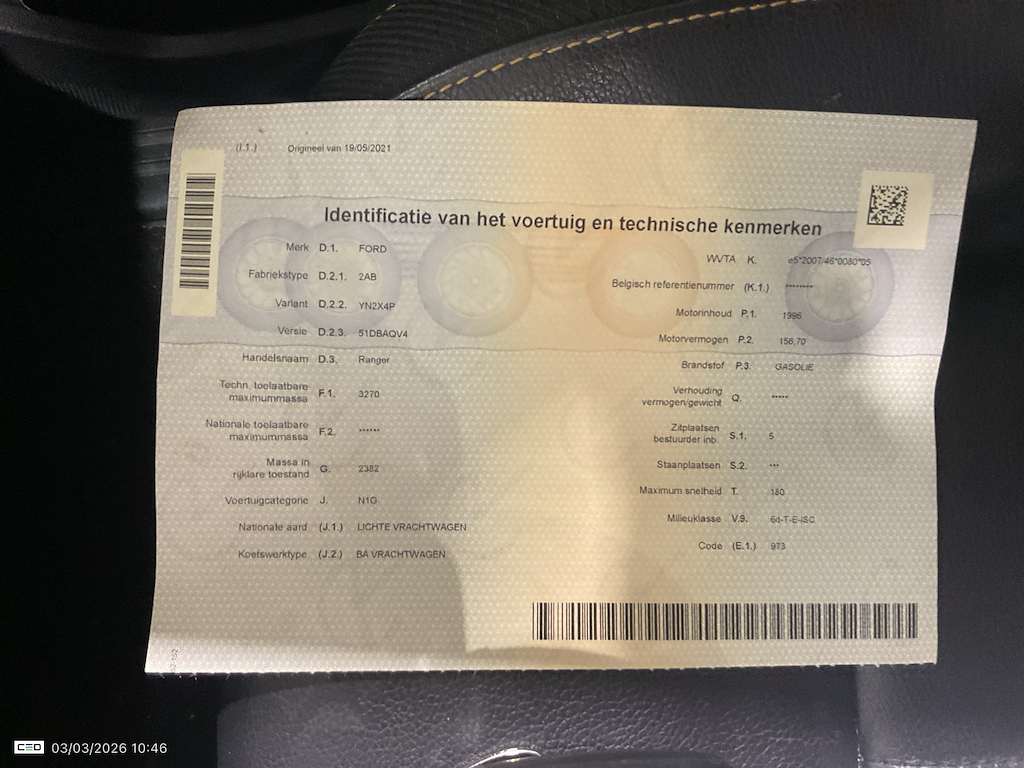 (I.1.) Origineel van 19/05/2021
Identificatie van het voertuig en technische kenmerken
Merk D.1. FORD
Fabriekstype D.2.1. 2AB
Variant D.2.2. YN2X4P
Versie D.2.3. 51DBAQV4
Handelsnaam D.3. Ranger
Techn. toelaatbare
maximummassa F.1. 3270
Nationale toelaatbare
maximummassa F.2. ******
Massa in
rijklare toestand G. 2382
Voertuigcategorie J. N1G
Nationale aard (J.1.) LICHTE VRACHTWAGEN
Koetswerktype (J.2.) BA VRACHTWAGEN
WVTA K. e5*2007/46*0080*05
Belgisch referentienummer (K.1.) ********
Motorinhoud P.1. 1996
Motorvermogen P.2. 156,70
Brandstof P.3. GASOLIE
Verhouding
vermogen/gewicht Q. *****
Zitplaatsen
bestuurder inb. S.1. 5
Staanplaatsen S.2. ***
Maximum snelheid T. 180
Milieuklasse V.9. 6d-T-E-ISC
Code (E.1.) 973
CED 03/03/2026 10:46